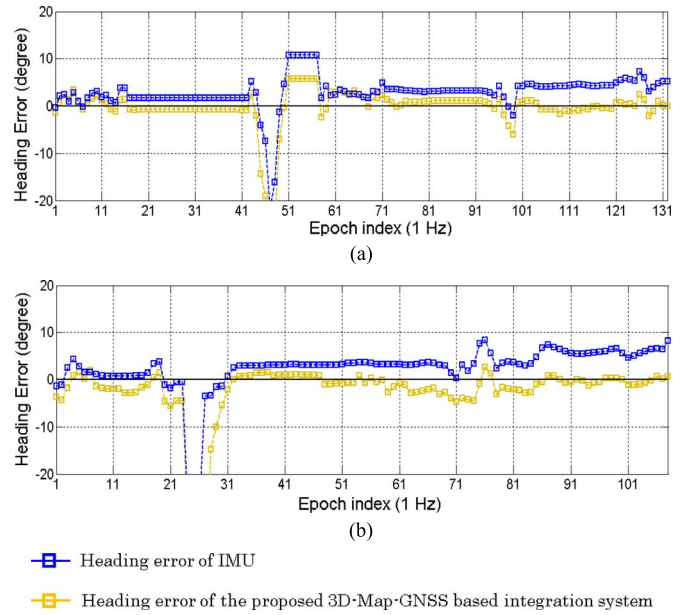 20
10
0
-10
-20
Heading Error (degree)
1 11 21 31 41 51 61 71 81 91 101 111 121 131
Epoch index (1 Hz)
(a)
20
10
0
-10
-20
Heading Error (degree)
1 11 21 31 41 51 61 71 81 91 101
Epoch index (1 Hz)
(b)
Heading error of IMU
Heading error of the proposed 3D-Map-GNSS based integration system